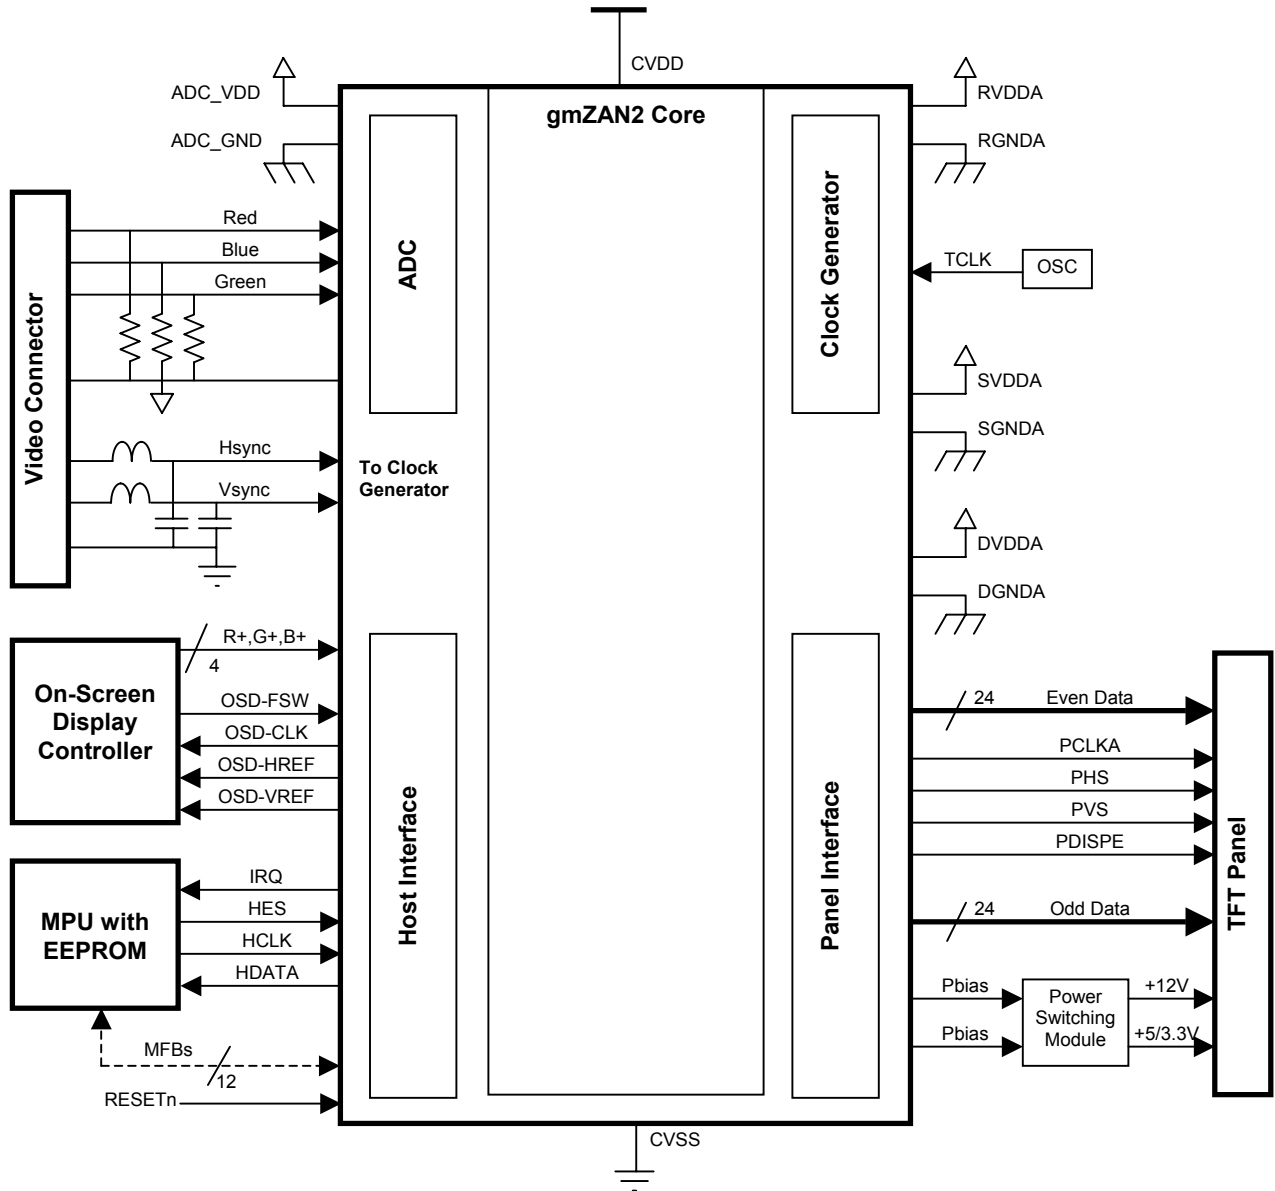 CVDD
ADC_VDD
RVDDA
gmZAN2 Core
ADC_GND
RGNDA
Red
Blue
Green
Video Connector
ADC
Clock Generator
TCLK
OSC
SVDDA
SGNDA
Hsync
Vsync
To Clock
Generator
DVDDA
DGNDA
On-Screen
Display
Controller
R+,G+,B+
4
OSD-FSW
OSD-CLK
OSD-HREF
OSD-VREF
MPU with
EEPROM
IRQ
HES
HCLK
HDATA
MFBs
12
RESETn
Host Interface
Panel Interface
24
Even Data
PCLKA
PHS
PVS
PDISPE
24
Odd Data
Pbias
Pbias
Power
Switching
Module
+12V
+5/3.3V
TFT Panel
CVSS